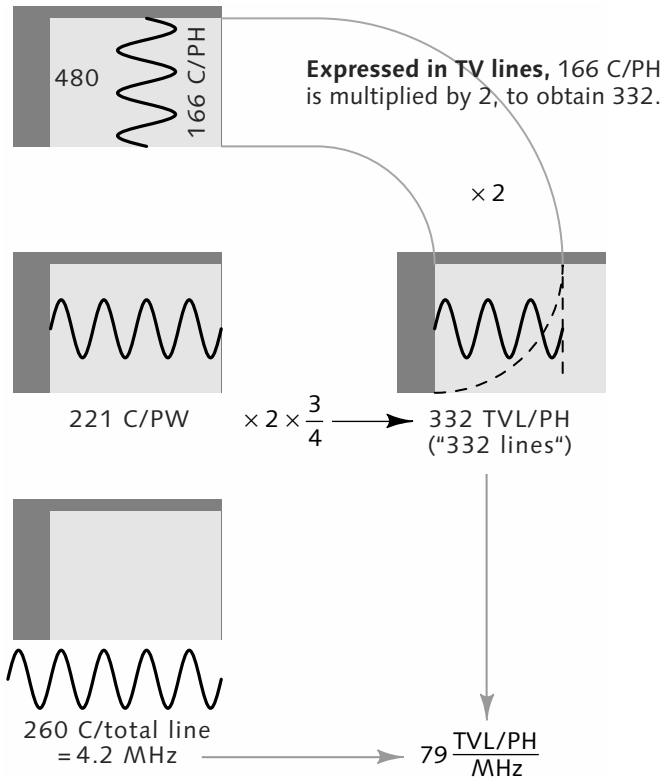 480
166 C/PH
Expressed in TV lines, 166 C/PH
is multiplied by 2, to obtain 332.
× 2
221 C/PW
× 2 × 3/4
332 TVL/PH
(“332 lines“)
260 C/total line
= 4.2 MHz
79 TVL/PH
MHz